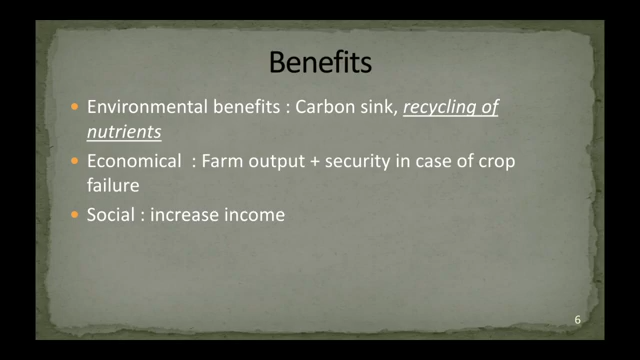 Benefits
• Environmental benefits : Carbon sink, recycling of
nutrients
• Economical : Farm output + security in case of crop
failure
• Social : increase income
6